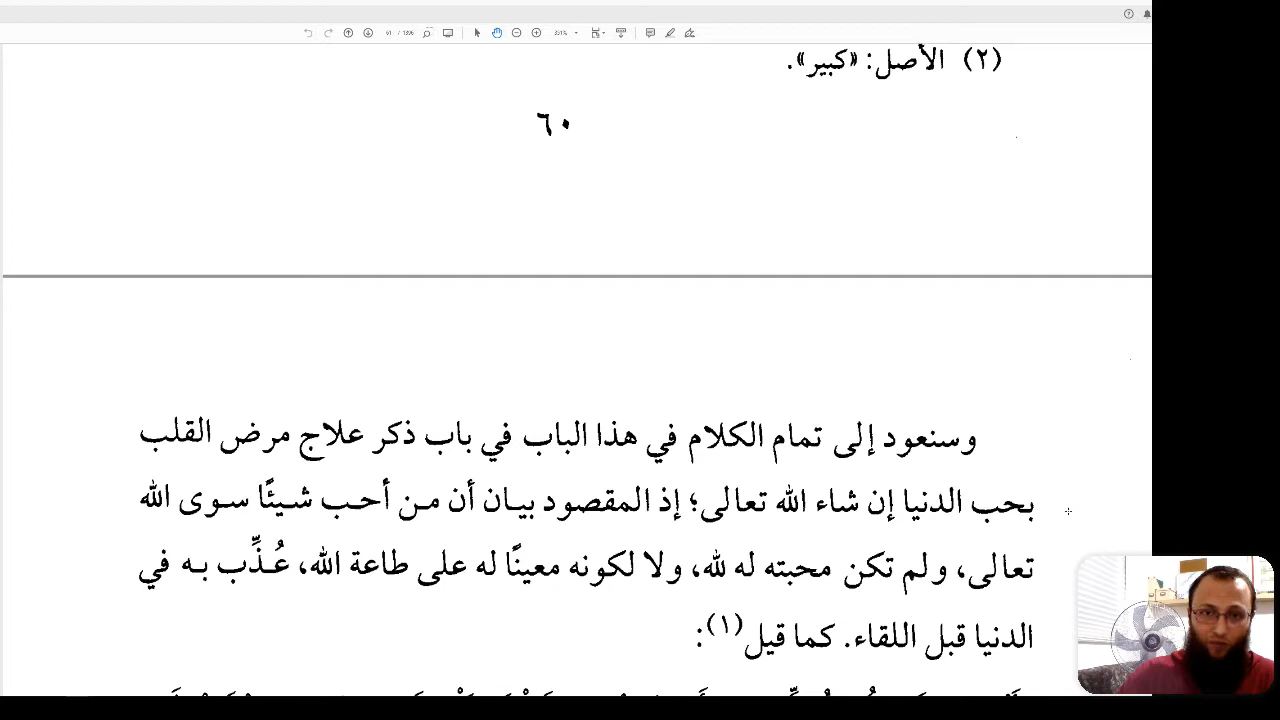 61 / 1396
(٢) الأصل: «كبير».
٦٠
وسنعود إلى تمام الكلام في هذا الباب في باب ذكر علاج مرض القلب
بحب الدنيا إن شاء الله تعالى؛ إذ المقصود بيان أن من أحب شيئًا سوى الله
تعالى، ولم تكن محبته له لله، ولا لكونه معينًا له على طاعة الله، عُذِّب به في
الدنيا قبل اللقاء. كما قيل(١):